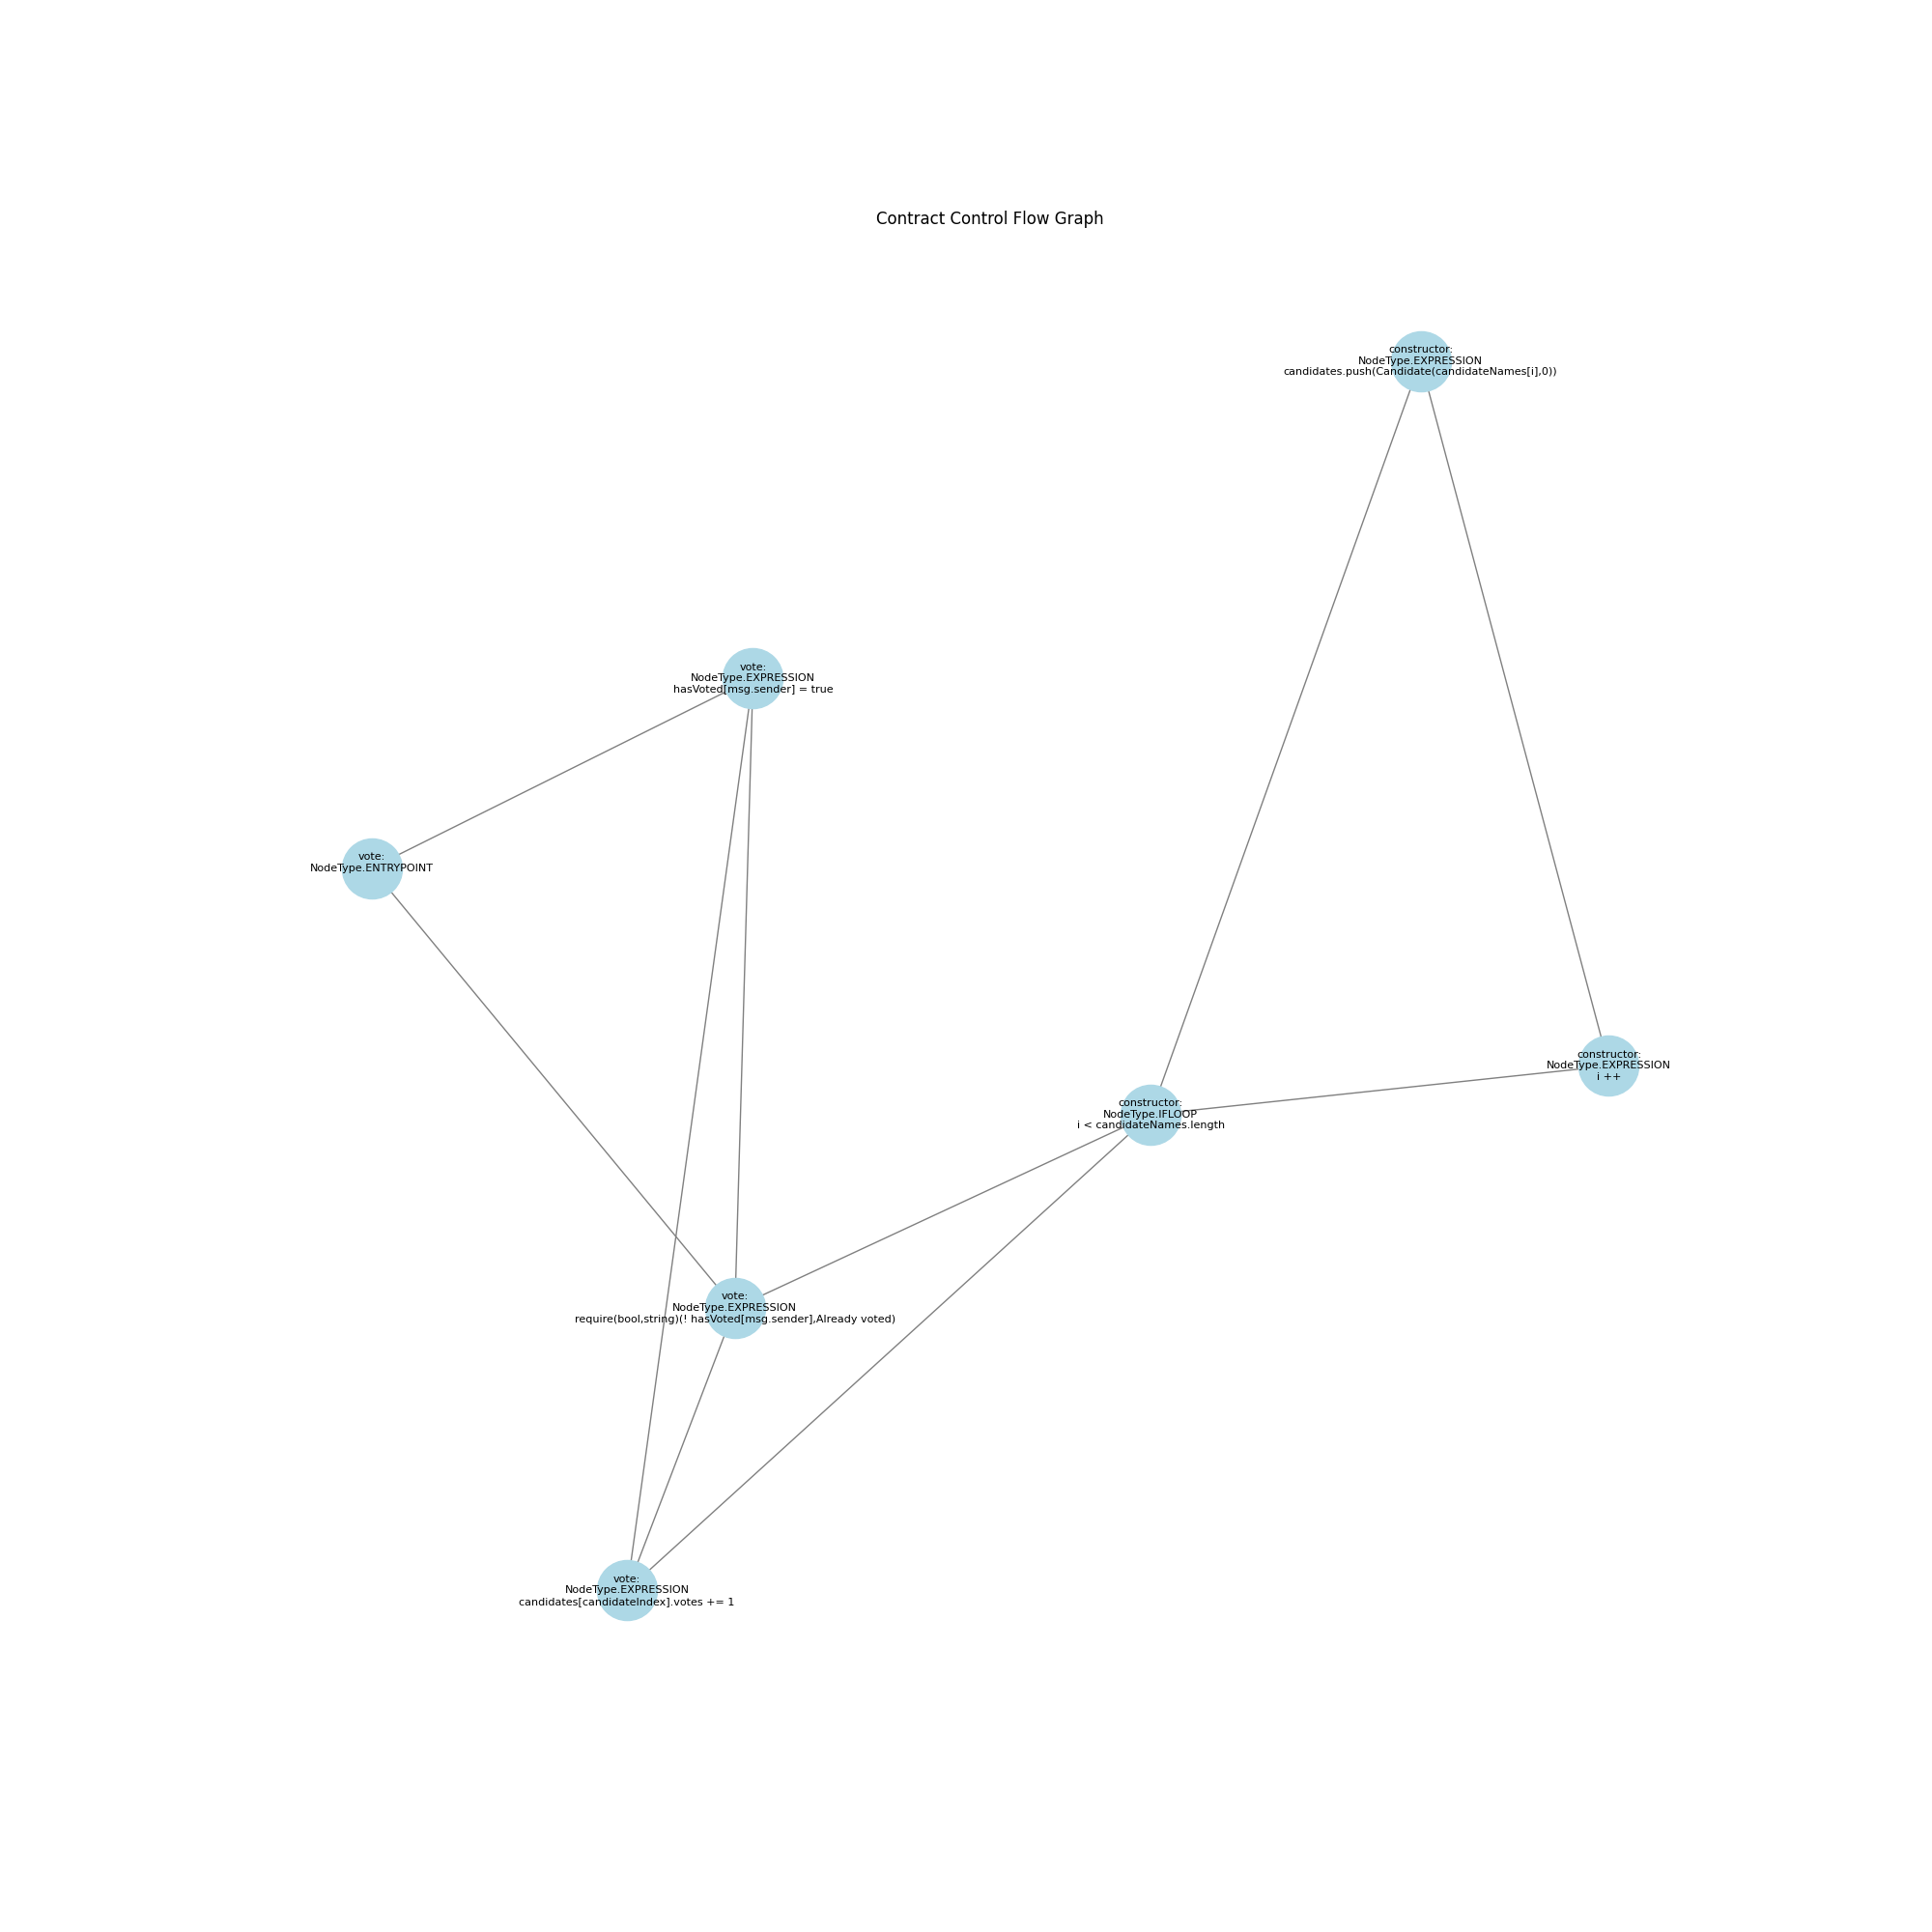 Contract Control Flow Graph
constructor:
NodeType.EXPRESSION
candidates.push(Candidate(candidateNames[i],0))
vote:
NodeType.EXPRESSION
hasVoted[msg.sender] = true
vote:
NodeType.ENTRYPOINT
constructor:
NodeType.EXPRESSION
i ++
constructor:
NodeType.IFLOOP
i < candidateNames.length
vote:
NodeType.EXPRESSION
require(bool,string)(! hasVoted[msg.sender],Already voted)
vote:
NodeType.EXPRESSION
candidates[candidateIndex].votes += 1